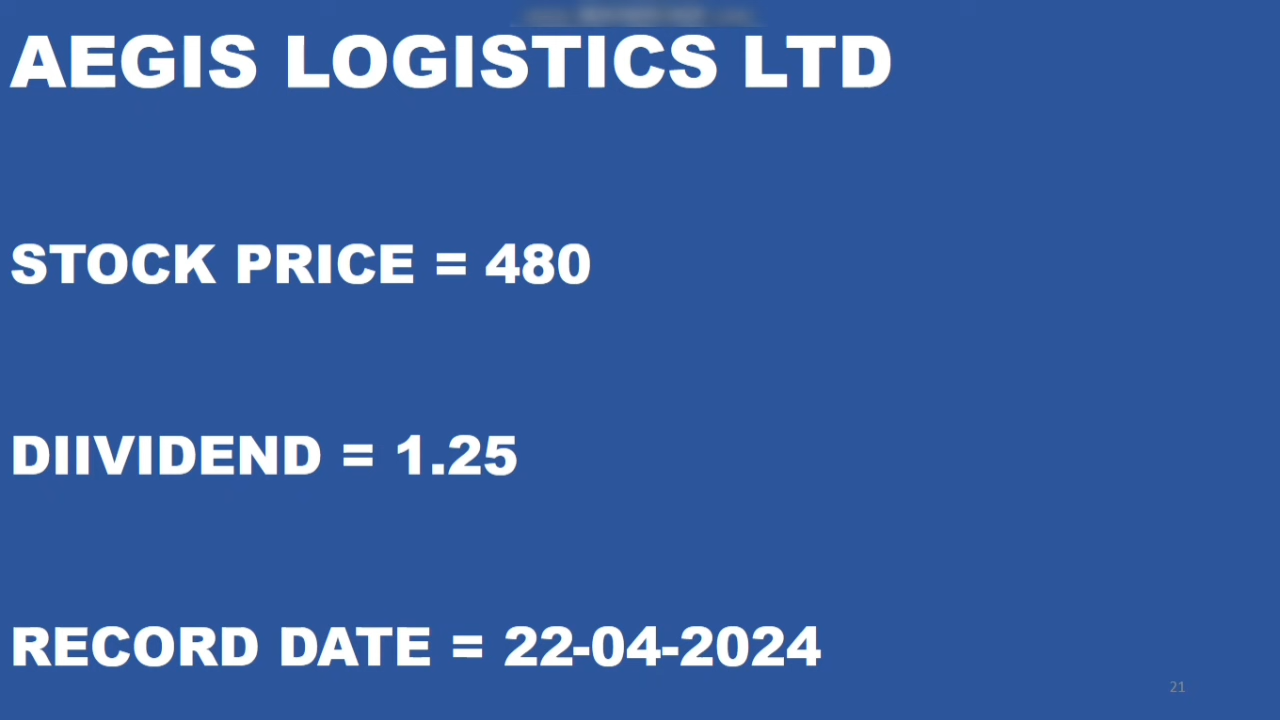 AEGIS LOGISTICS LTD
STOCK PRICE = 480
DIIVIDEND = 1.25
RECORD DATE = 22-04-2024
21